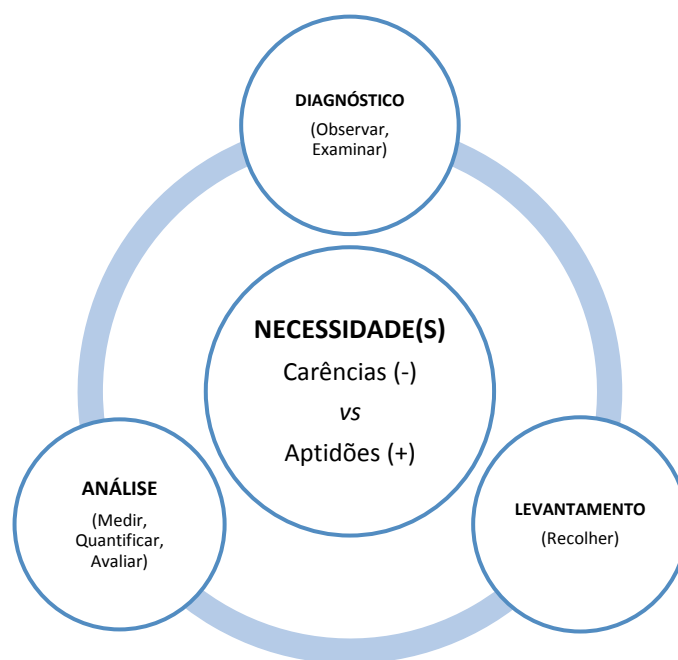 DIAGNÓSTICO
(Observar,
Examinar)
NECESSIDADE(S)
Carências (-)
vs
Aptidões (+)
ANÁLISE
(Medir,
Quantificar,
Avaliar)
LEVANTAMENTO
(Recolher)